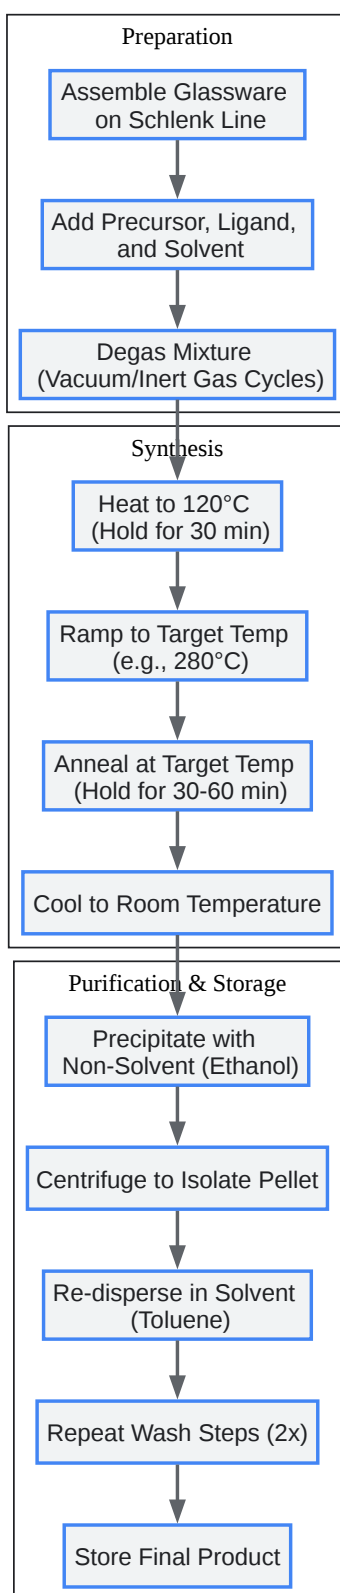 Preparation
Assemble Glassware
on Schlenk Line
Add Precursor, Ligand,
and Solvent
Degas Mixture
(Vacuum/Inert Gas Cycles)
Synthesis
Heat to 120°C
(Hold for 30 min)
Ramp to Target Temp
(e.g., 280°C)
Anneal at Target Temp
(Hold for 30-60 min)
Cool to Room Temperature
Purification & Storage
Precipitate with
Non-Solvent (Ethanol)
Centrifuge to Isolate Pellet
Re-disperse in Solvent
(Toluene)
Repeat Wash Steps (2x)
Store Final Product